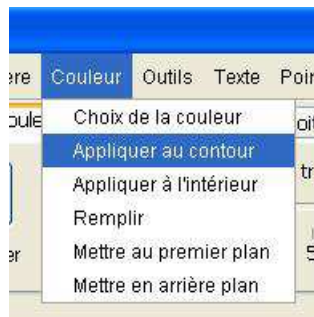 Couleur Outils Texte
Choix de la couleur
Appliquer au contour
Appliquer à l'intérieur
Remplir
Mettre au premier plan
Mettre en arrière plan